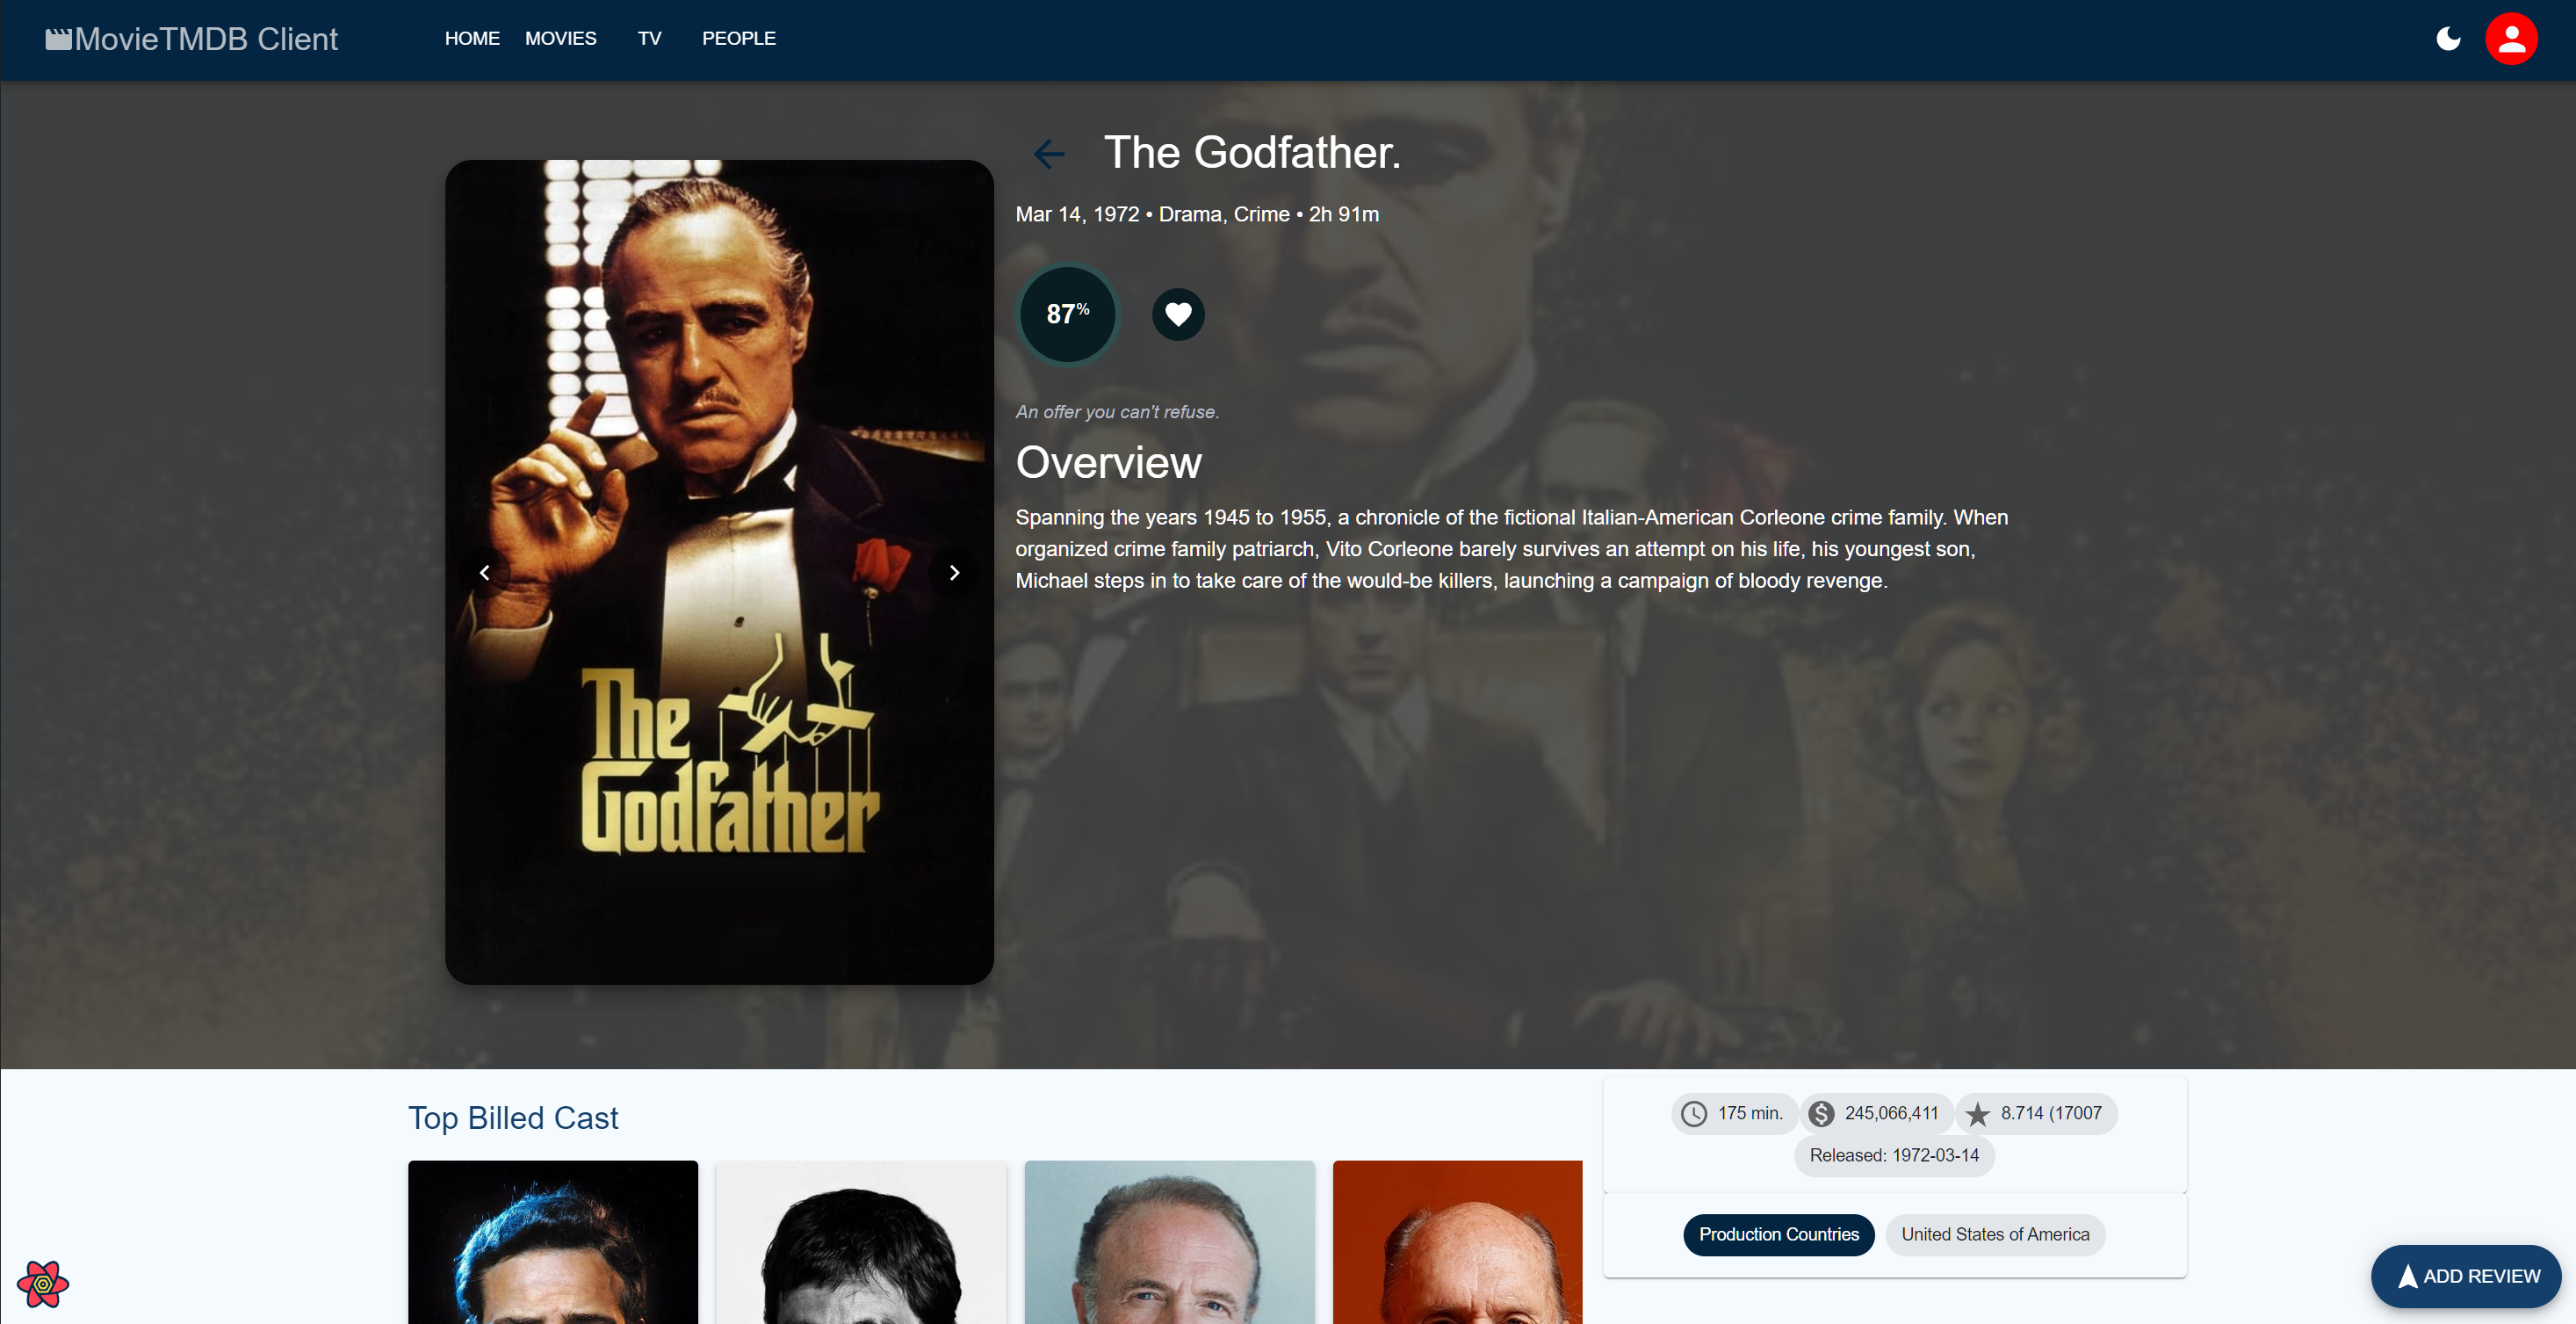 MovieTMDB Client
HOME MOVIES TV PEOPLE
The Godfather.
Mar 14, 1972 • Drama, Crime • 2h 91m
87%
An offer you can't refuse.
Overview
Spanning the years 1945 to 1955, a chronicle of the fictional Italian-American Corleone crime family. When
organized crime family patriarch, Vito Corleone barely survives an attempt on his life, his youngest son,
Michael steps in to take care of the would-be killers, launching a campaign of bloody revenge.
The
Godfather
Top Billed Cast
175 min. 245,066,411 8.714 (17007
Released: 1972-03-14
Production Countries United States of America
ADD REVIEW